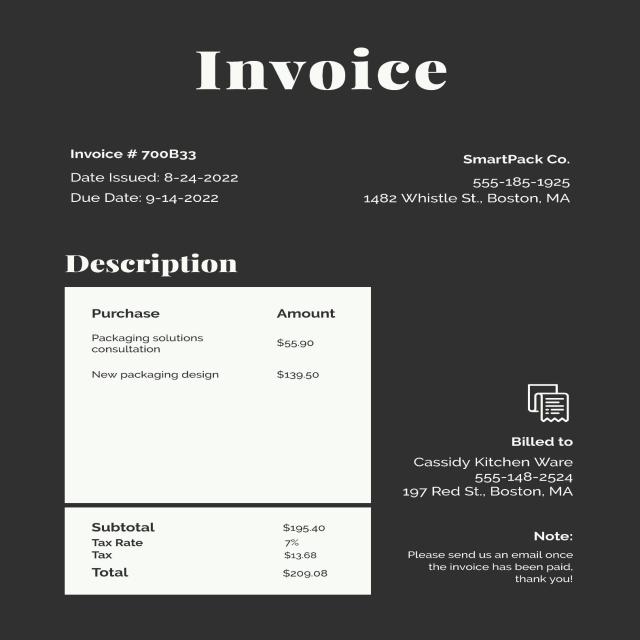 Invoice
Invoice # 700B33
Date Issued: 8-24-2022
Due Date: 9-14-2022
SmartPack Co.
555-185-1925
1482 Whistle St., Boston, MA
Description
Purchase Amount
Packaging solutions
consultation
$55.90
New packaging design $139.50
Subtotal $195.40
Tax Rate 7%
Tax $13.68
Total $209.08
Billed to
Cassidy Kitchen Ware
555-148-2524
197 Red St., Boston, MA
Note:
Please send us an email once
the invoice has been paid,
thank you!